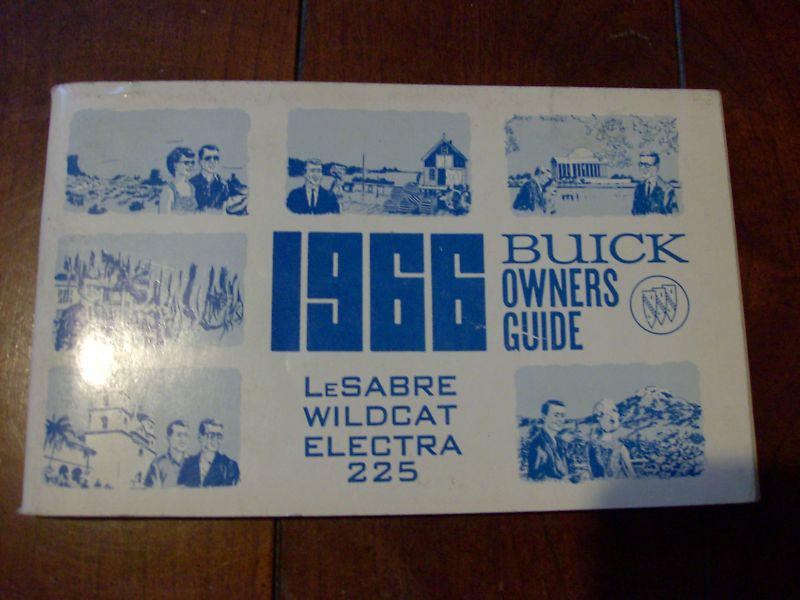 1966
BUICK
OWNERS
GUIDE
LeSABRE
WILDCAT
ELECTRA
225